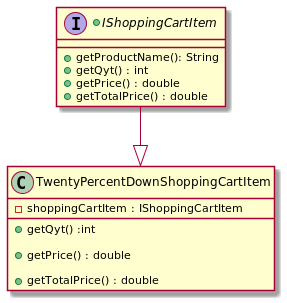 I IShoppingCartItem
getProductName(): String
getQyt() : int
getPrice() : double
getTotalPrice() : double
C TwentyPercentDownShoppingCartItem
shoppingCartItem : IShoppingCartItem
getQyt() :int
getPrice() : double
getTotalPrice() : double